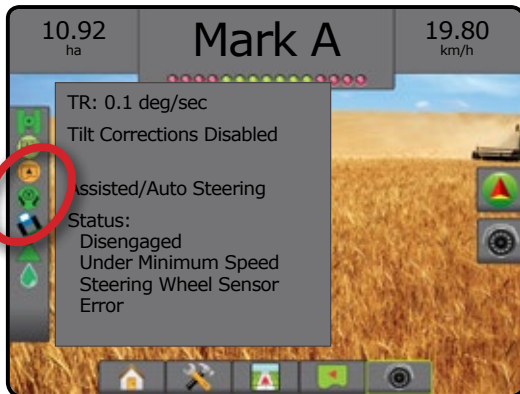 10.92
ha
Mark A
19.80
km/h
TR: 0.1 deg/sec
Tilt Corrections Disabled
Assisted/Auto Steering
Status:
Disengaged
Under Minimum Speed
Steering Wheel Sensor
Error